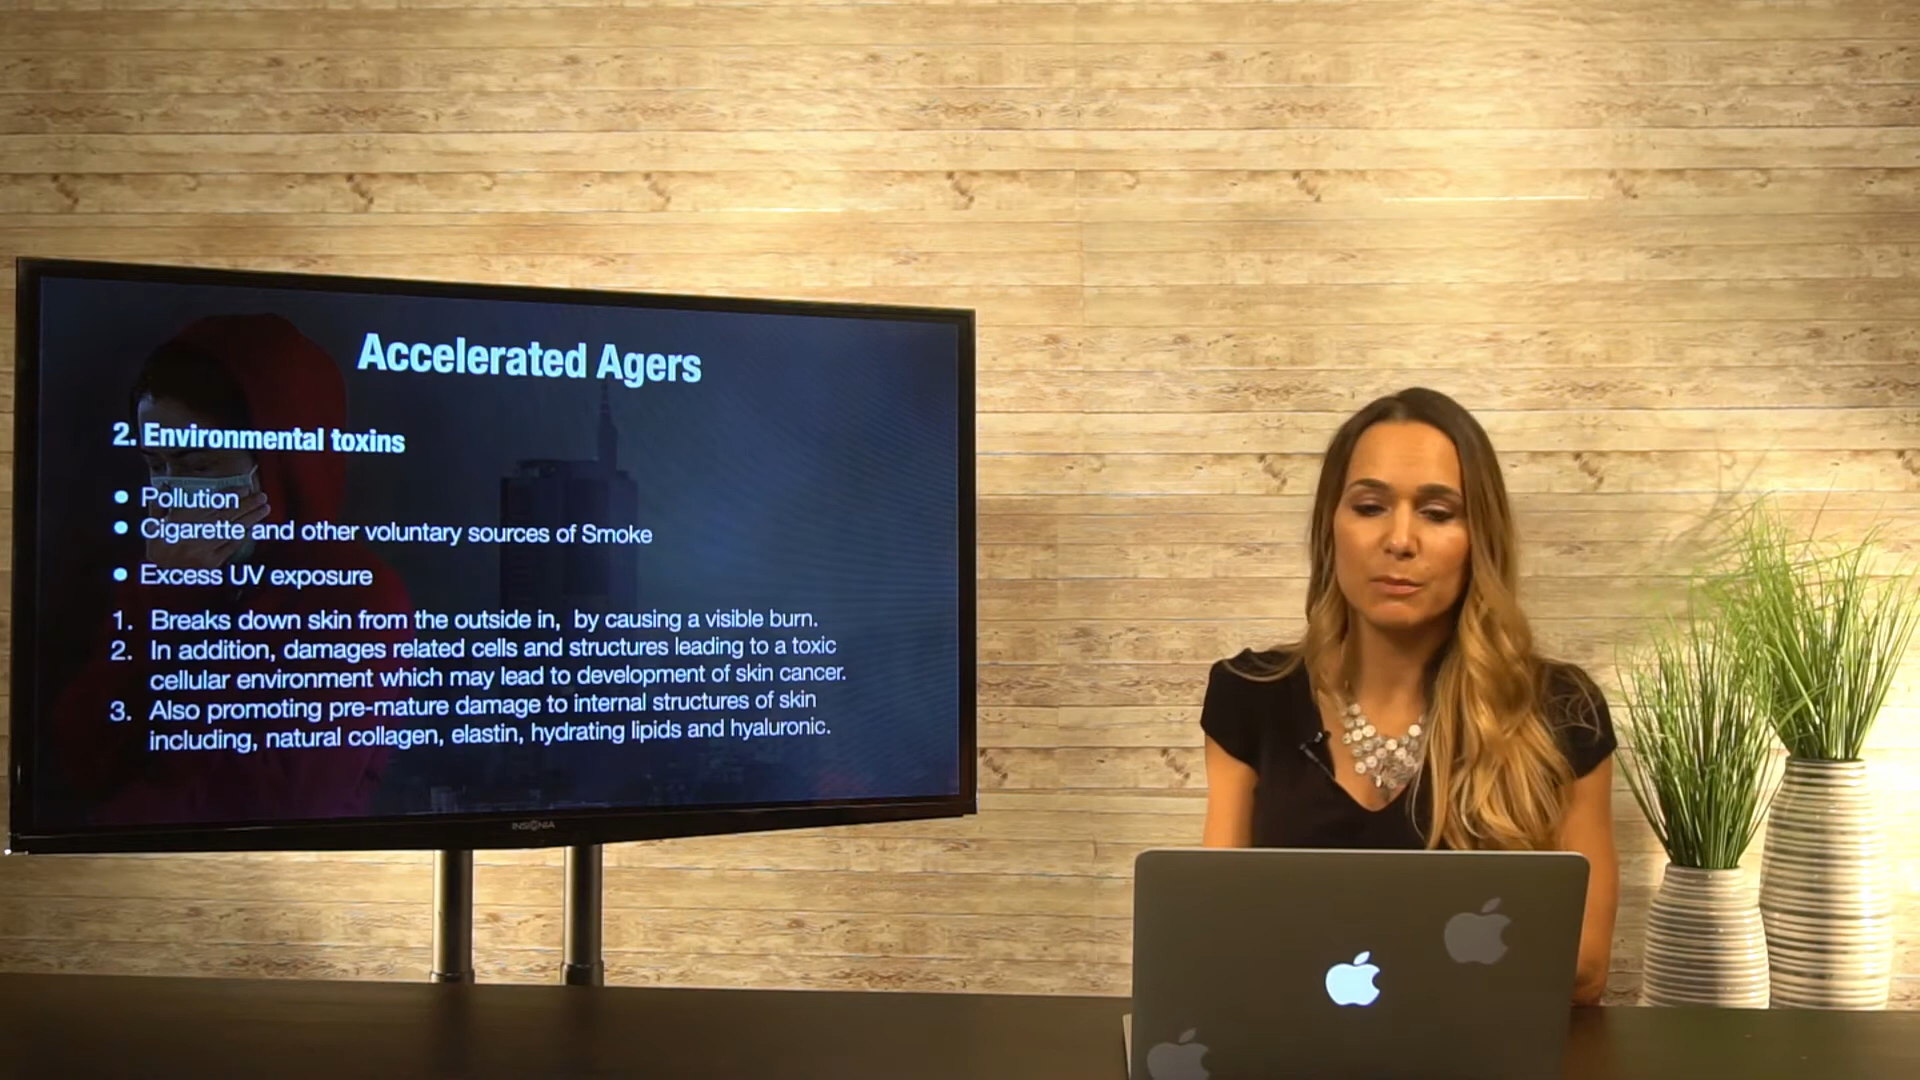 Accelerated Agers
2. Environmental toxins
• Pollution
• Cigarette and other voluntary sources of Smoke
• Excess UV exposure
1. Breaks down skin from the outside in, by causing a visible burn.
2. In addition, damages related cells and structures leading to a toxic
cellular environment which may lead to development of skin cancer.
3. Also promoting pre-mature damage to internal structures of skin
including, natural collagen, elastin, hydrating lipids and hyaluronic.
INSIGNIA